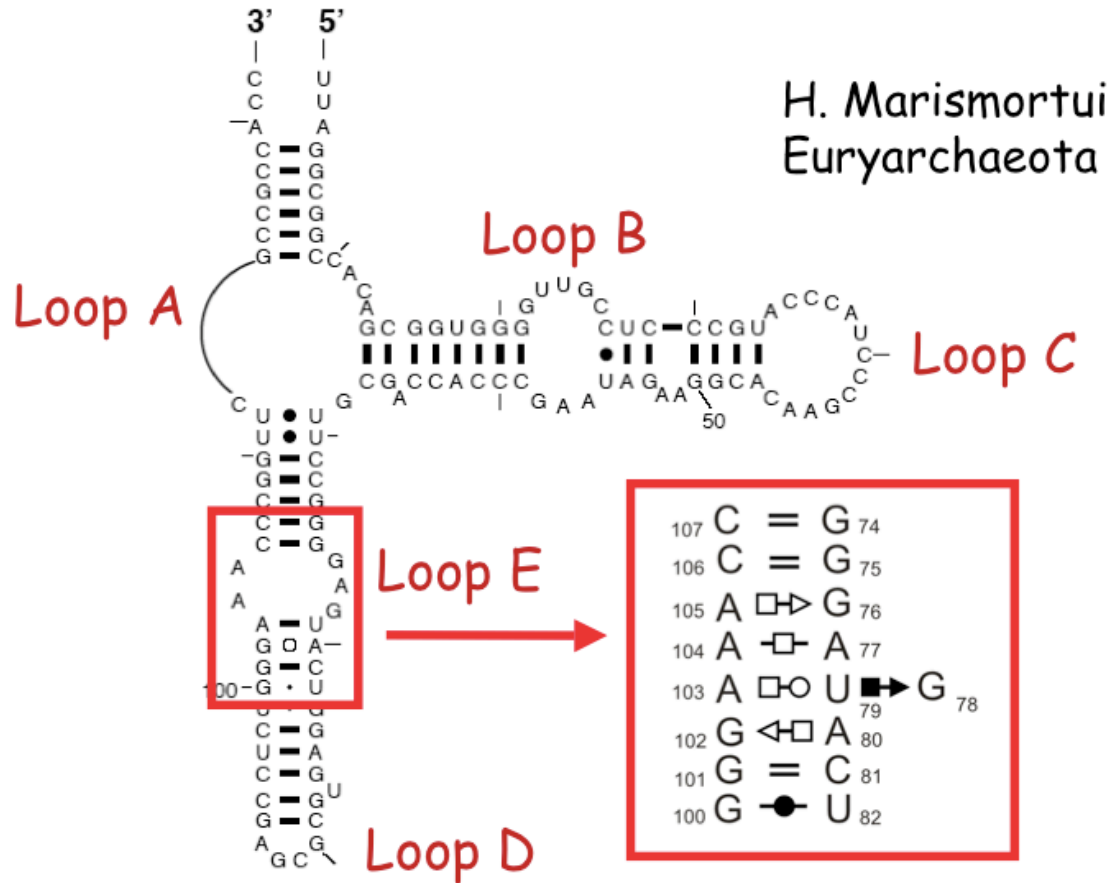 3' 5'
C U
C U
A A
C G
C G
G C
C G
C G
G C C A C A
H. Marismortui
Euryarchaeota
Loop A
Loop B
G U U G C
G C G G U G G G C U C C C G U A C C C A U C C C G A A C A
C G A C C A C C C G A A U A G A A G G C
50
Loop C
G
C
U U
U U
G C
G C
C G
C G
C G
A G
A A
A G
Loop E
A U
G A
G C
100 G U
U G
C G
U A
C G
U
C G
G C
A G C G
Loop D
107 C = G 74
106 C = G 75
105 A G 76
104 A A 77
103 A U 79 G 78
102 G A 80
101 G = C 81
100 G U 82